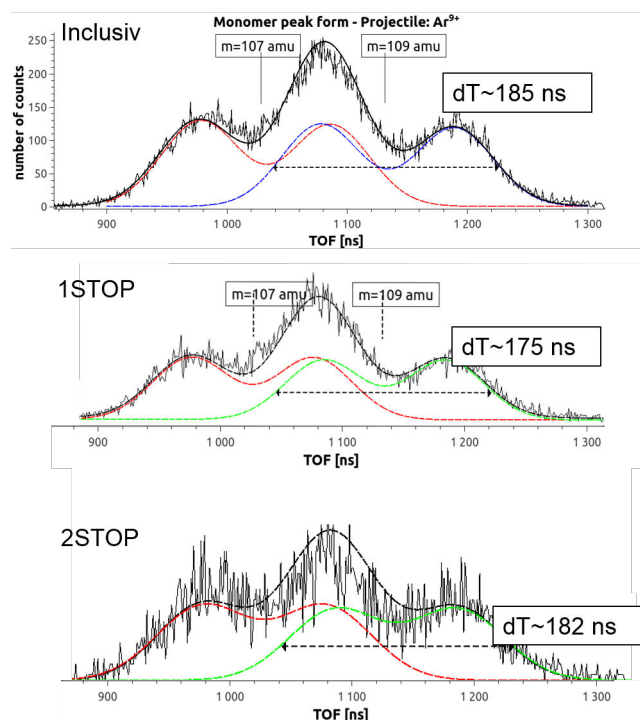 Inclusiv
Monomer peak form - Projectile: Ar⁹⁺
m=107 amu
m=109 amu
dT~185 ns
number of counts
250
200
150
100
50
0
900
1 000
1 100
1 200
1 300
TOF [ns]
1STOP
m=107 amu
m=109 amu
dT~175 ns
900
1 000
1 100
1 200
1 300
TOF [ns]
2STOP
dT~182 ns
900
1 000
1 100
1 200
1 300
TOF [ns]